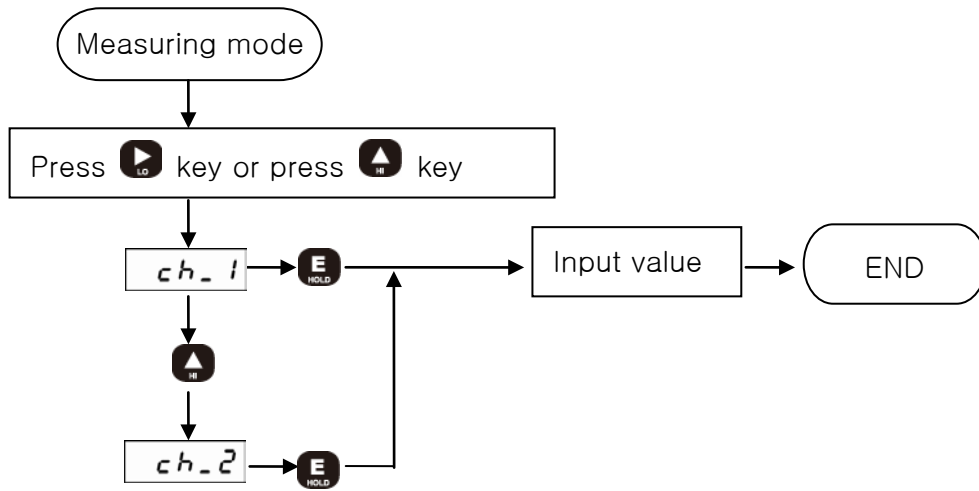 Measuring mode
Press LO key or press HI key
ch_1
E
HOLD
Input value
END
HI
ch_2
E
HOLD